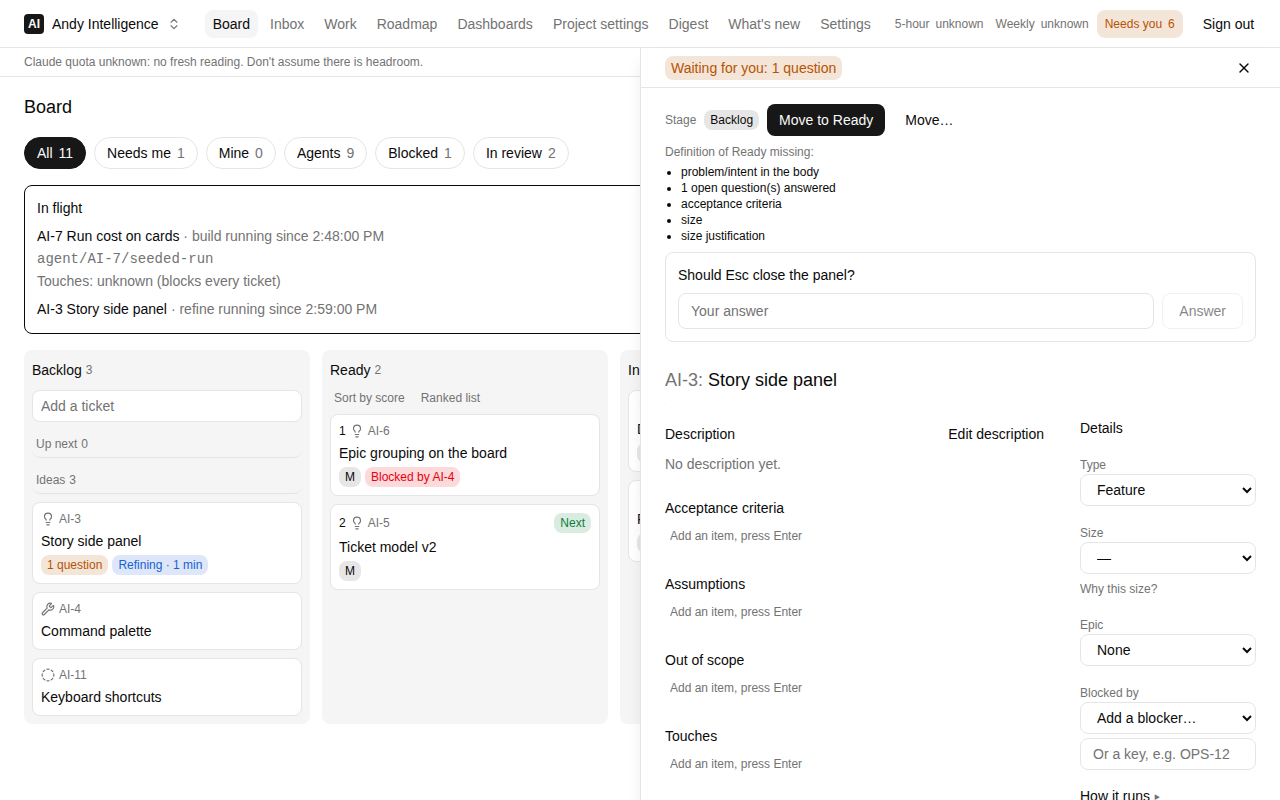 AI Andy Intelligence Board Inbox Work Roadmap Dashboards Project settings Digest What's new Settings 5-hour unknown Weekly unknown Needs you 6 Sign out
Claude quota unknown: no fresh reading. Don't assume there is headroom.
Board
All 11 Needs me 1 Mine 0 Agents 9 Blocked 1 In review 2
In flight
AI-7 Run cost on cards · build running since 2:48:00 PM
agent/AI-7/seeded-run
Touches: unknown (blocks every ticket)
AI-3 Story side panel · refine running since 2:59:00 PM
Backlog 3
Add a ticket
Up next 0
Ideas 3
AI-3
Story side panel
1 question Refining · 1 min
AI-4
Command palette
AI-11
Keyboard shortcuts
Ready 2
Sort by score Ranked list
1 AI-6
Epic grouping on the board
M Blocked by AI-4
2 AI-5 Next
Ticket model v2
M
In
Waiting for you: 1 question
Stage Backlog Move to Ready Move…
Definition of Ready missing:
• problem/intent in the body
• 1 open question(s) answered
• acceptance criteria
• size
• size justification
Should Esc close the panel?
Your answer Answer
AI-3: Story side panel
Description Edit description
No description yet.
Acceptance criteria
Add an item, press Enter
Assumptions
Add an item, press Enter
Out of scope
Add an item, press Enter
Touches
Add an item, press Enter
Details
Type
Feature
Size
—
Why this size?
Epic
None
Blocked by
Add a blocker…
Or a key, e.g. OPS-12
How it runs ▸